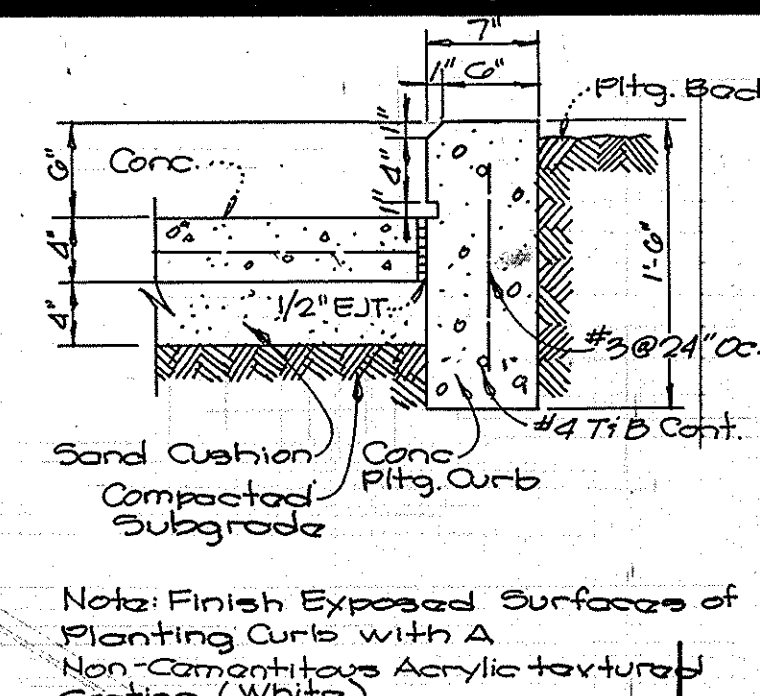 7"
1" 6"
Pltg. Bed
6"
Conc.
1"
4"
1"
4"
1/2" EJT.
4"
1'-6"
#3@24"Oc.
#4 T&B Cont.
Sand Cushion
Conc
Pltg. Curb
Compacted
Subgrade
Note: Finish Exposed Surfaces of
Planting Curb with A
Non-Cementitous Acrylic textured
Coating (White)